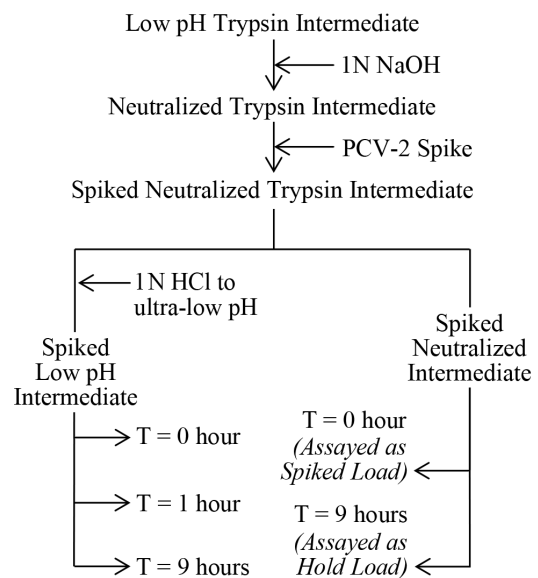 Low pH Trypsin Intermediate
1N NaOH
Neutralized Trypsin Intermediate
PCV-2 Spike
Spiked Neutralized Trypsin Intermediate
1N HCl to
ultra-low pH
Spiked
Low pH
Intermediate
T = 0 hour
T = 1 hour
T = 9 hours
Spiked
Neutralized
Intermediate
T = 0 hour
(Assayed as
Spiked Load)
T = 9 hours
(Assayed as
Hold Load)